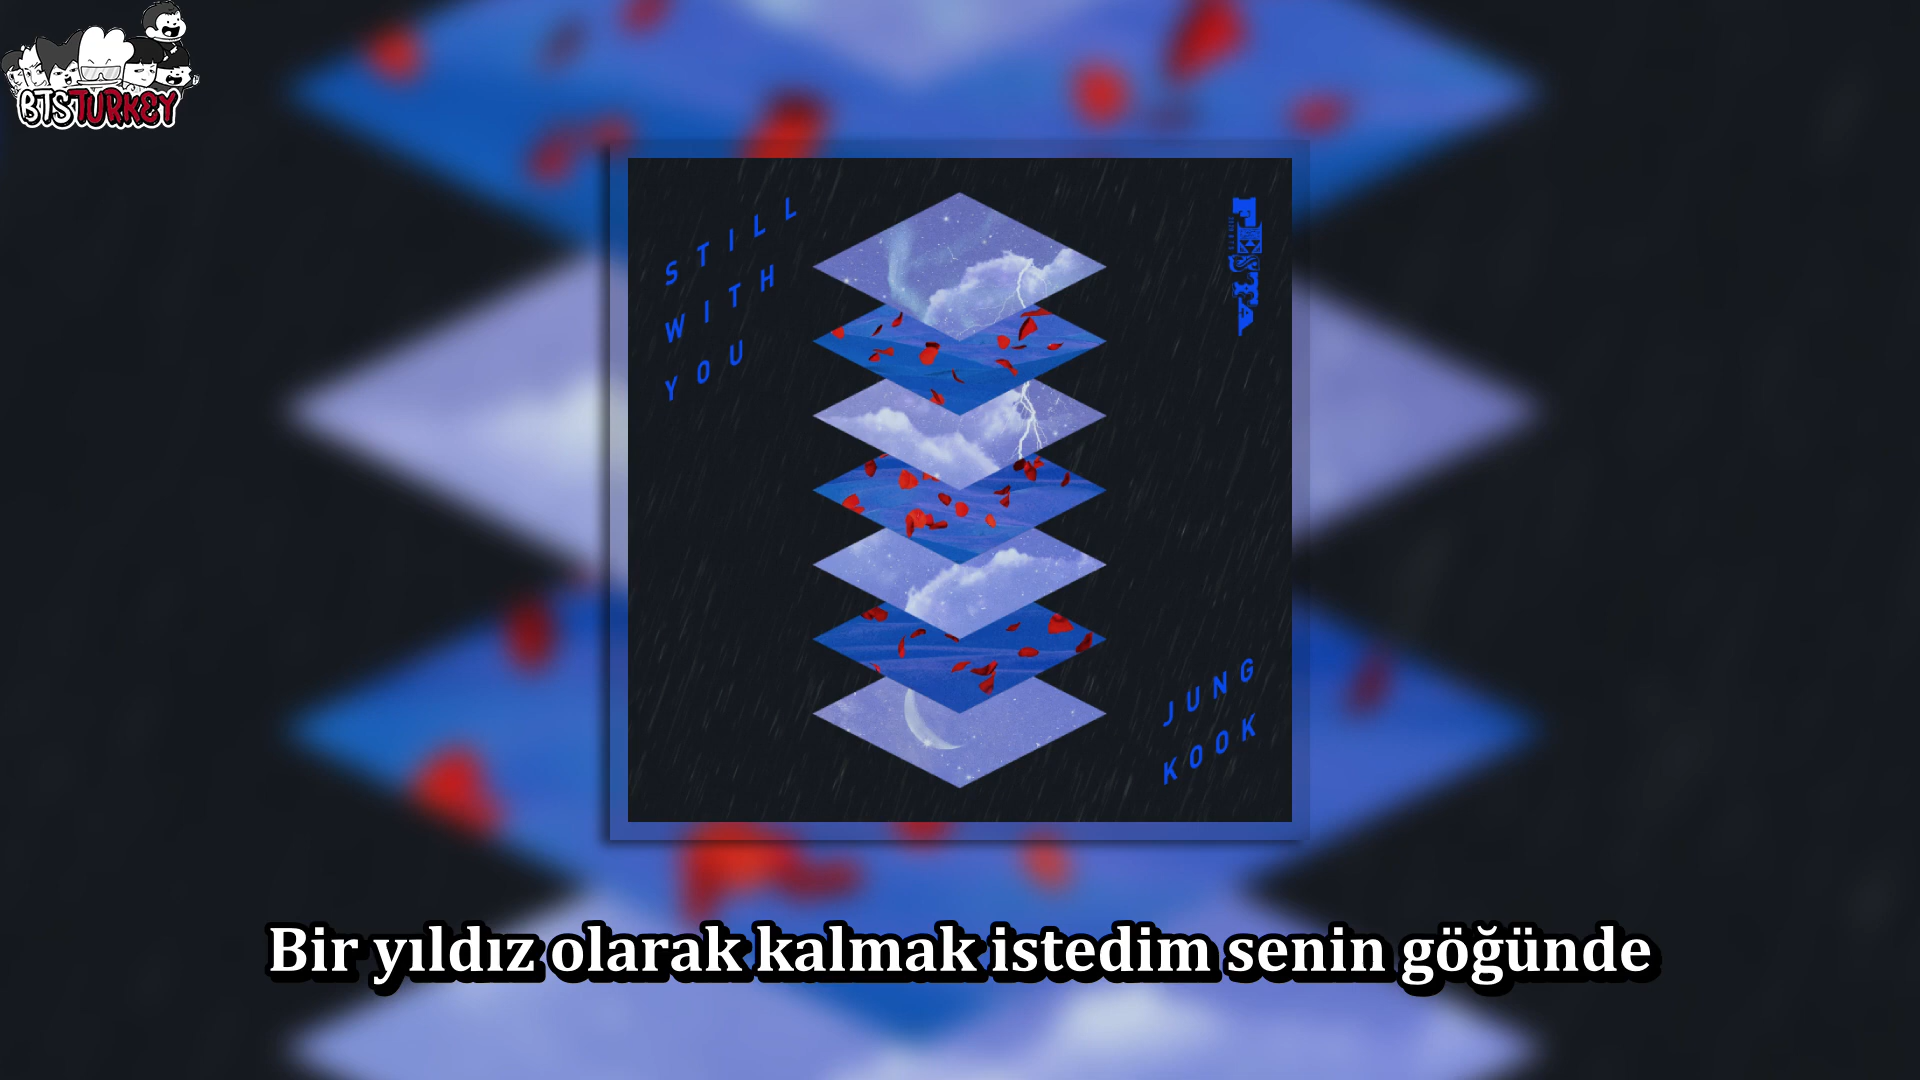 BTSTURKEY
STILL
WITH
YOU
FESTA
JUNG
KOOK
Bir yıldız olarak kalmak istedim senin göğünde